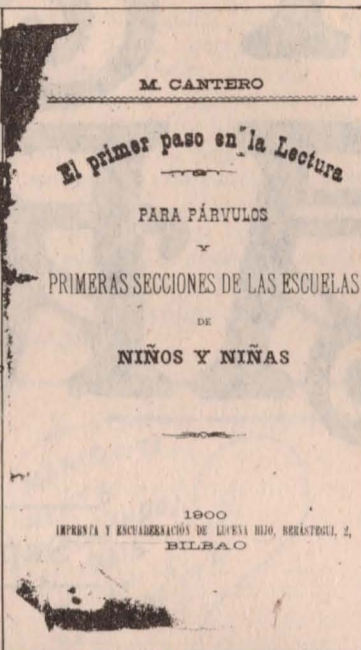 M. CANTERO
El primer paso en la Lectura
PARA PÁRVULOS
Y
PRIMERAS SECCIONES DE LAS ESCUELAS
DE
NIÑOS Y NIÑAS
1900
IMPRENTA Y ENCUADERNACIÓN DE LUCENA HIJO, BERÁSTEGUI, 2,
BILBAO